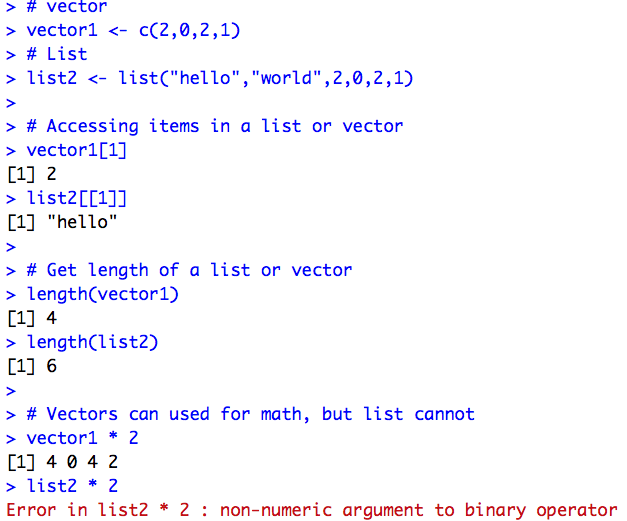 > # vector
> vector1 <- c(2,0,2,1)
> # List
> list2 <- list("hello","world",2,0,2,1)
>
> # Accessing items in a list or vector
> vector1[1]
[1] 2
> list2[[1]]
[1] "hello"
>
> # Get length of a list or vector
> length(vector1)
[1] 4
> length(list2)
[1] 6
>
> # Vectors can used for math, but list cannot
> vector1 * 2
[1] 4 0 4 2
> list2 * 2
Error in list2 * 2 : non-numeric argument to binary operator